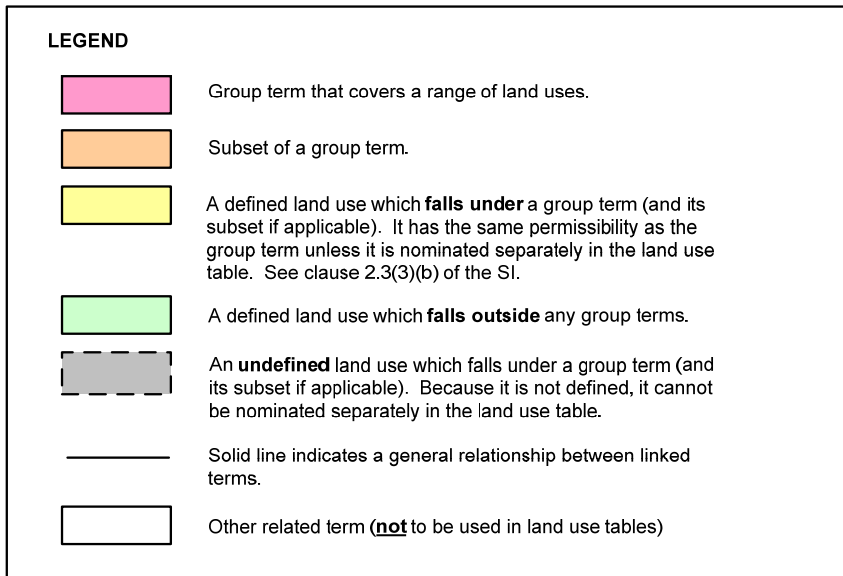 LEGEND
Group term that covers a range of land uses.
Subset of a group term.
A defined land use which falls under a group term (and its
subset if applicable).  It has the same permissibility as the
group term unless it is nominated separately in the land use
table.  See clause 2.3(3)(b) of the SI.
A defined land use which falls outside any group terms.
An undefined land use which falls under a group term (and
its subset if applicable).  Because it is not defined, it cannot
be nominated separately in the land use table.
Solid line indicates a general relationship between linked
terms.
Other related term (not to be used in land use tables)